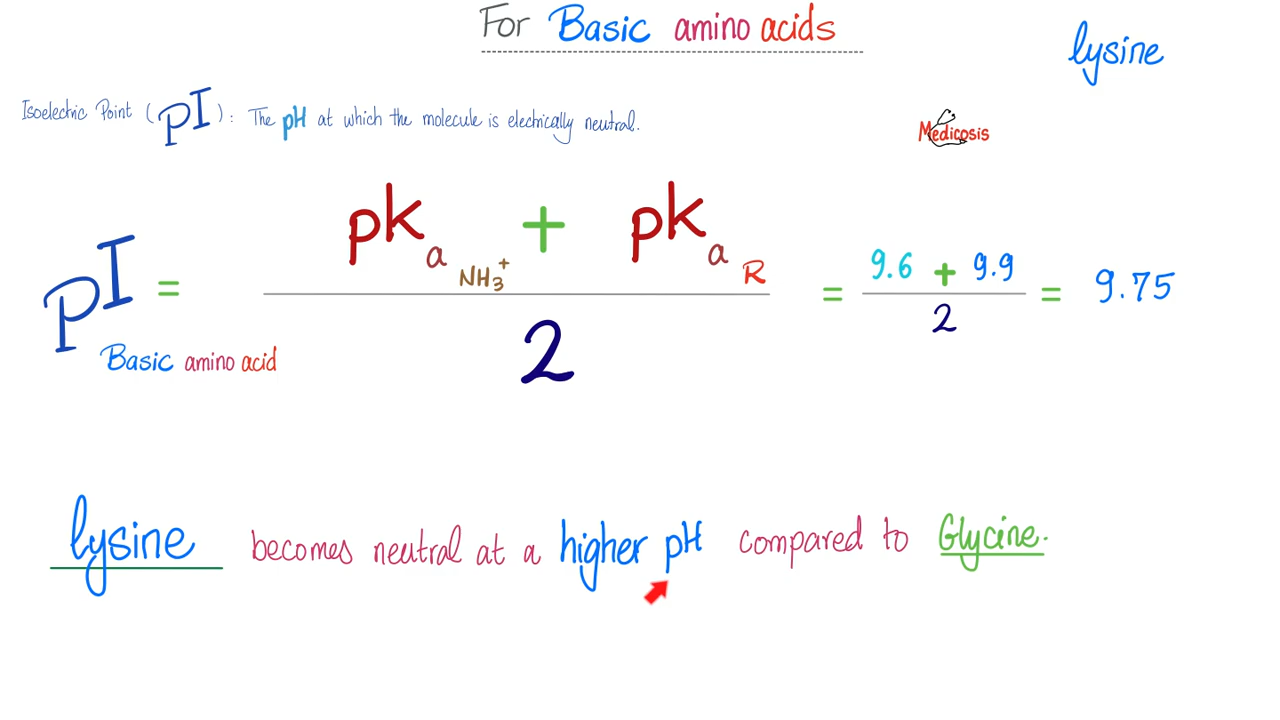 For Basic amino acids
lysine
Isoelectric Point (pI): The pH at which the molecule is electrically neutral.
Medicosis
pI Basic amino acid = pka NH3+ + pka R / 2 = 9.6 + 9.9 / 2 = 9.75
lysine becomes neutral at a higher pH compared to Glycine.